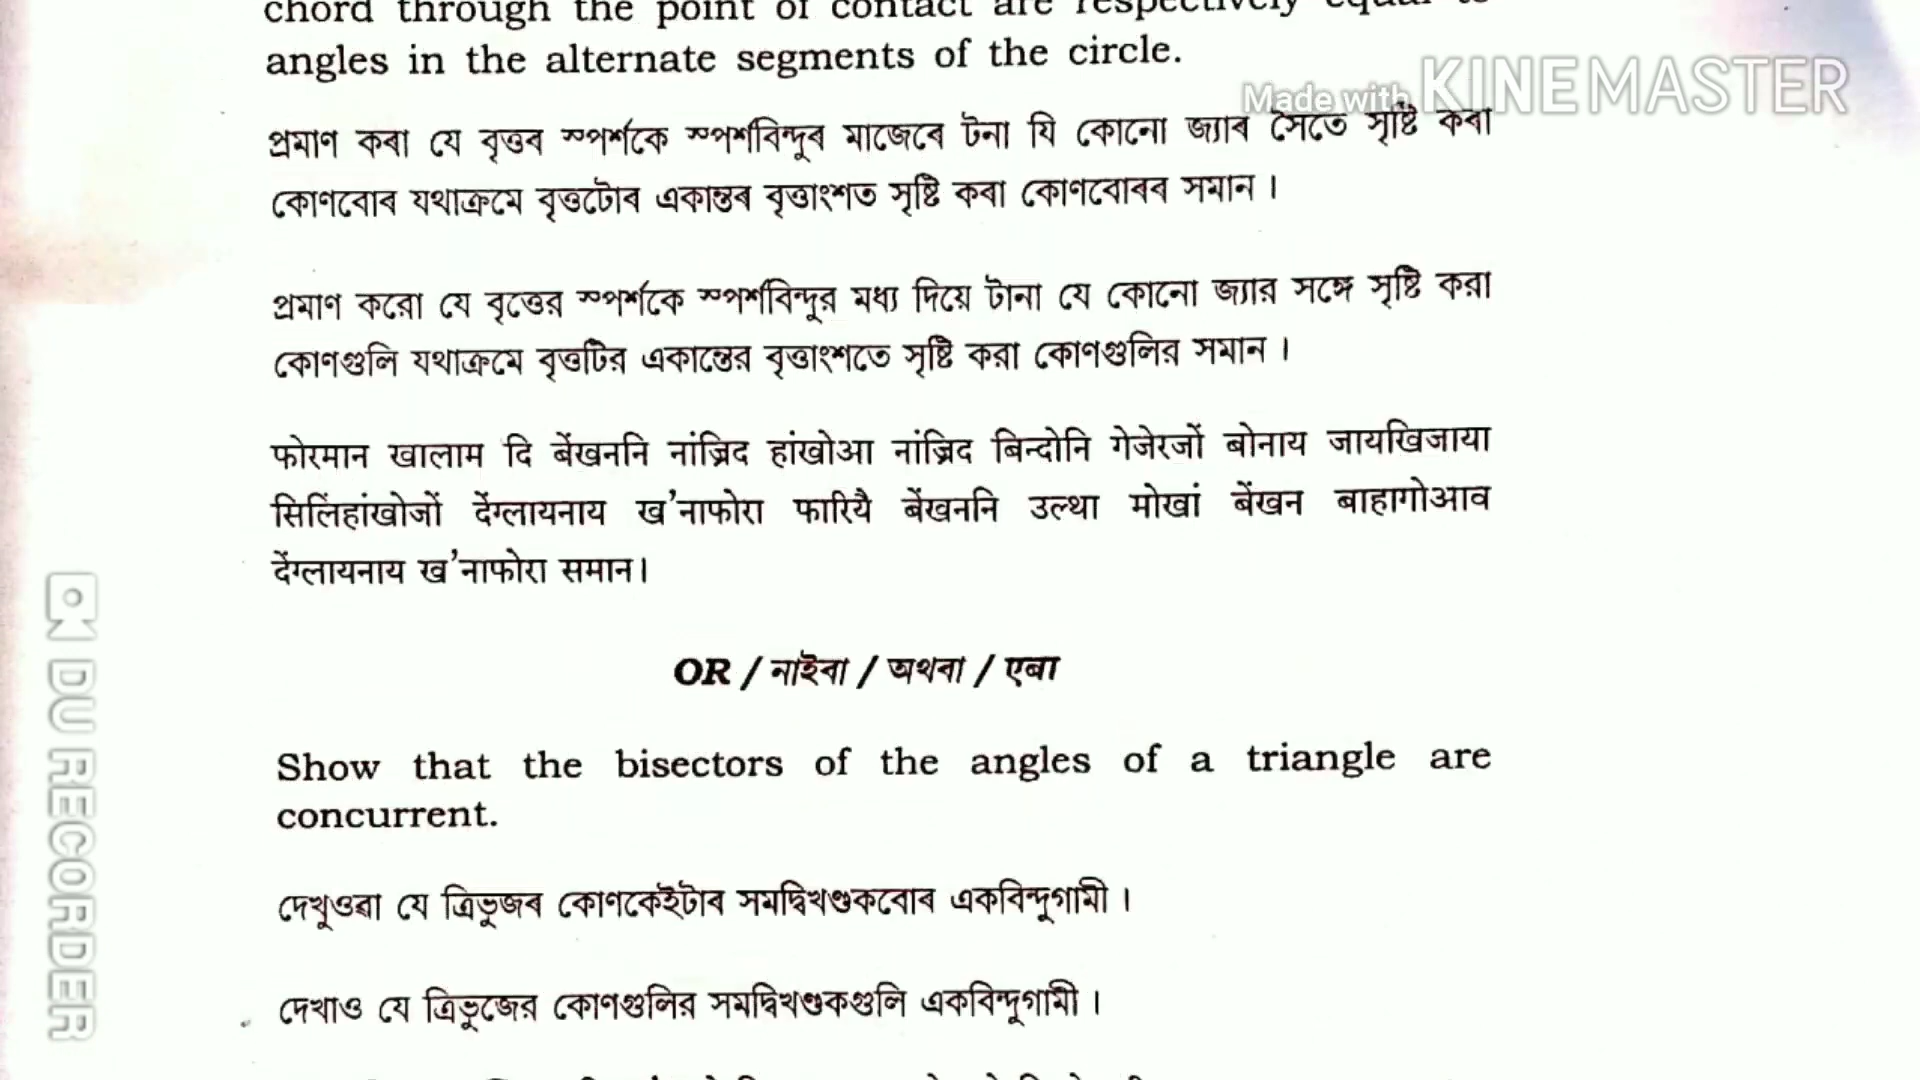 chord through the point of contact are respectively equal to
angles in the alternate segments of the circle.
Made with KINEMASTER
প্ৰমাণ কৰা যে বৃত্তৰ স্পৰ্শকে স্পৰ্শবিন্দুৰ মাজেৰে টনা যি কোনো জ্যাৰ সৈতে সৃষ্টি কৰা
কোণবোৰ যথাক্ৰমে বৃত্তটোৰ একান্তৰ বৃত্তাংশত সৃষ্টি কৰা কোণবোৰৰ সমান ।
প্রমাণ করো যে বৃত্তের স্পর্শকে স্পর্শবিন্দুর মধ্য দিয়ে টানা যে কোনো জ্যার সঙ্গে সৃষ্টি করা
কোণগুলি যথাক্রমে বৃত্তটির একান্তের বৃত্তাংশতে সৃষ্টি করা কোণগুলির সমান ।
फोरमान खालाम दि बेंखननि नांज्रिद हांखोआ नांज्रिद बिन्दोनि गेजेरजों बोनाय जायखिजाया
सिलिंहांखोजों देंग्लायनाय ख'नाफोरा फारियै बेंखननि उल्था मोखां बेंखन बाहागोआव
देंग्लायनाय ख'नाफोरा समान।
OR / নাইবা / অথবা / एबा
Show that the bisectors of the angles of a triangle are
concurrent.
দেখুওৱা যে ত্ৰিভুজৰ কোণকেইটাৰ সমদ্বিখণ্ডকবোৰ একবিন্দুগামী ।
দেখাও যে ত্রিভুজের কোণগুলির সমদ্বিখণ্ডকগুলি একবিন্দুগামী ।
DU RECORDER